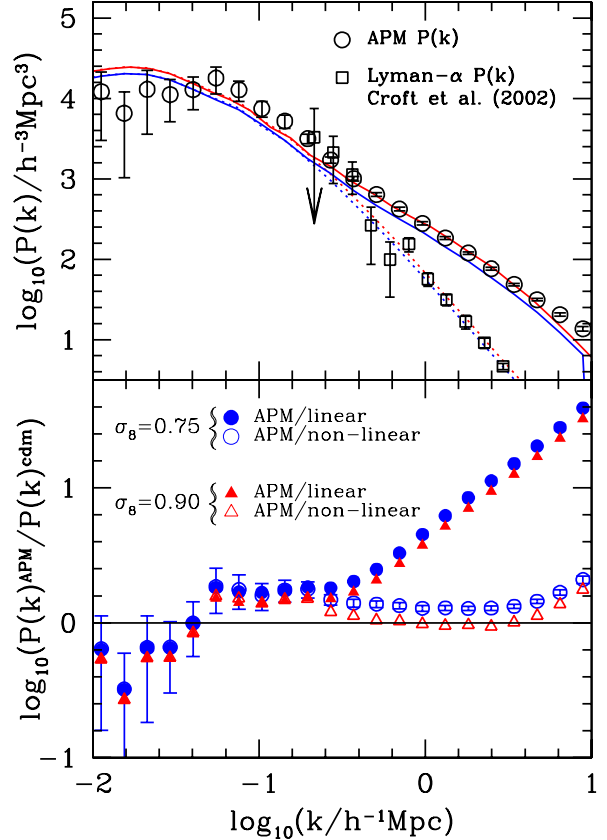 APM P(k)
Lyman-α P(k)
Croft et al. (2002)
log₁₀(P(k)/h⁻³Mpc³)
5
4
3
2
1
σ₈=0.75 { APM/linear
{ APM/non-linear
σ₈=0.90 { APM/linear
{ APM/non-linear
log₁₀(P(k)ᴬᴾᴹ/P(k)ᶜᵈᵐ)
1
0
-1
-2 -1 0 1
log₁₀(k/h⁻¹Mpc)